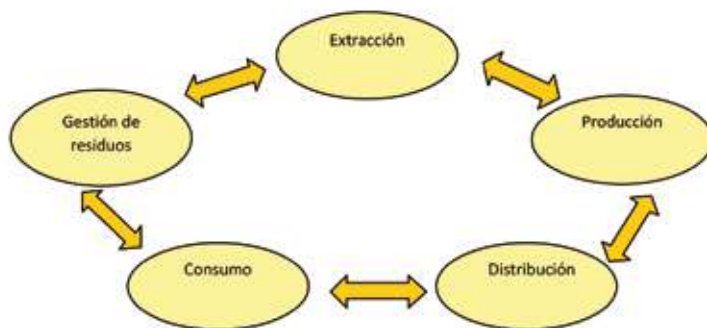 Extracción
Producción
Distribución
Consumo
Gestión de
residuos